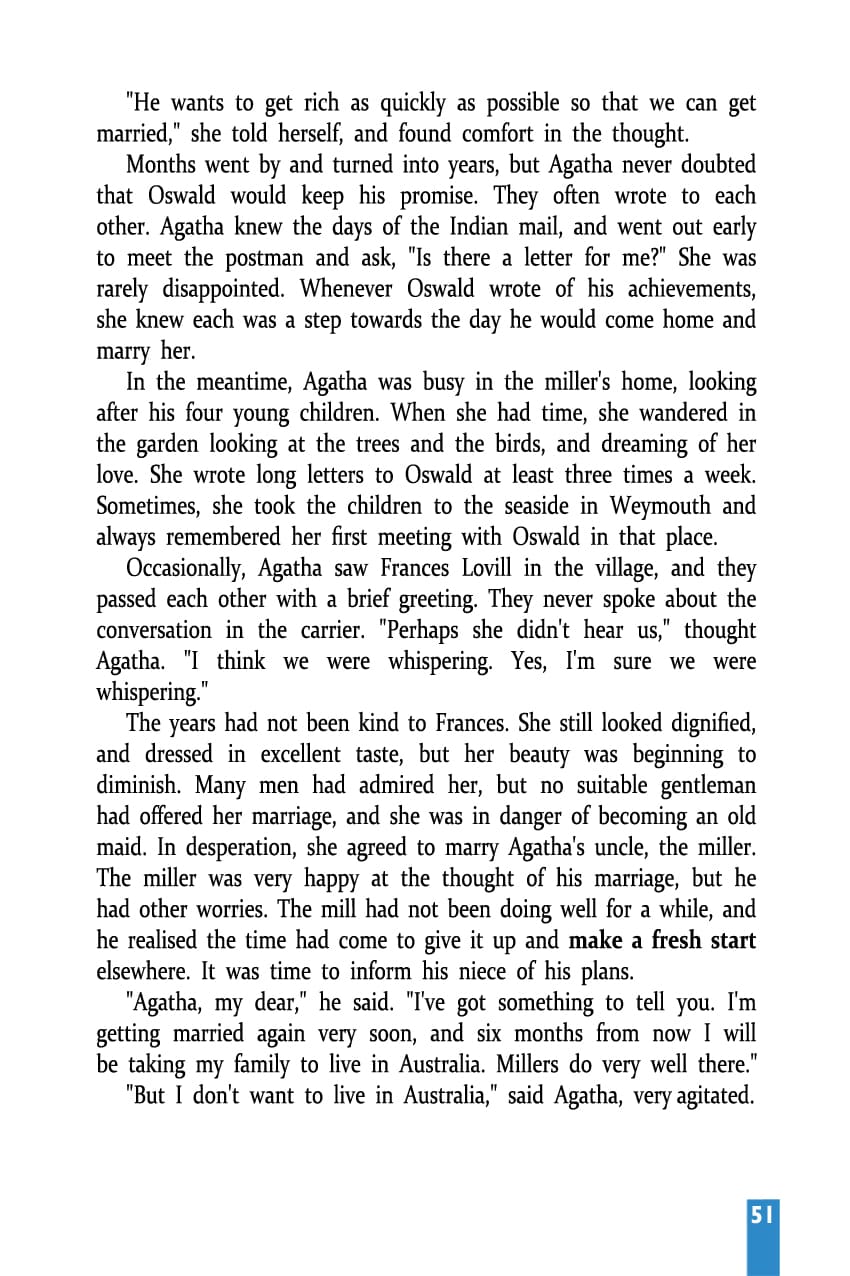 "He wants to get rich as quickly as possible so that we can get
married," she told herself, and found comfort in the thought.
Months went by and turned into years, but Agatha never doubted
that Oswald would keep his promise. They often wrote to each
other. Agatha knew the days of the Indian mail, and went out early
to meet the postman and ask, "Is there a letter for me?" She was
rarely disappointed. Whenever Oswald wrote of his achievements,
she knew each was a step towards the day he would come home and
marry her.
In the meantime, Agatha was busy in the miller's home, looking
after his four young children. When she had time, she wandered in
the garden looking at the trees and the birds, and dreaming of her
love. She wrote long letters to Oswald at least three times a week.
Sometimes, she took the children to the seaside in Weymouth and
always remembered her first meeting with Oswald in that place.
Occasionally, Agatha saw Frances Lovill in the village, and they
passed each other with a brief greeting. They never spoke about the
conversation in the carrier. "Perhaps she didn't hear us," thought
Agatha. "I think we were whispering. Yes, I'm sure we were
whispering."
The years had not been kind to Frances. She still looked dignified,
and dressed in excellent taste, but her beauty was beginning to
diminish. Many men had admired her, but no suitable gentleman
had offered her marriage, and she was in danger of becoming an old
maid. In desperation, she agreed to marry Agatha's uncle, the miller.
The miller was very happy at the thought of his marriage, but he
had other worries. The mill had not been doing well for a while, and
he realised the time had come to give it up and make a fresh start
elsewhere. It was time to inform his niece of his plans.
"Agatha, my dear," he said. "I've got something to tell you. I'm
getting married again very soon, and six months from now I will
be taking my family to live in Australia. Millers do very well there."
"But I don't want to live in Australia," said Agatha, very agitated.
51